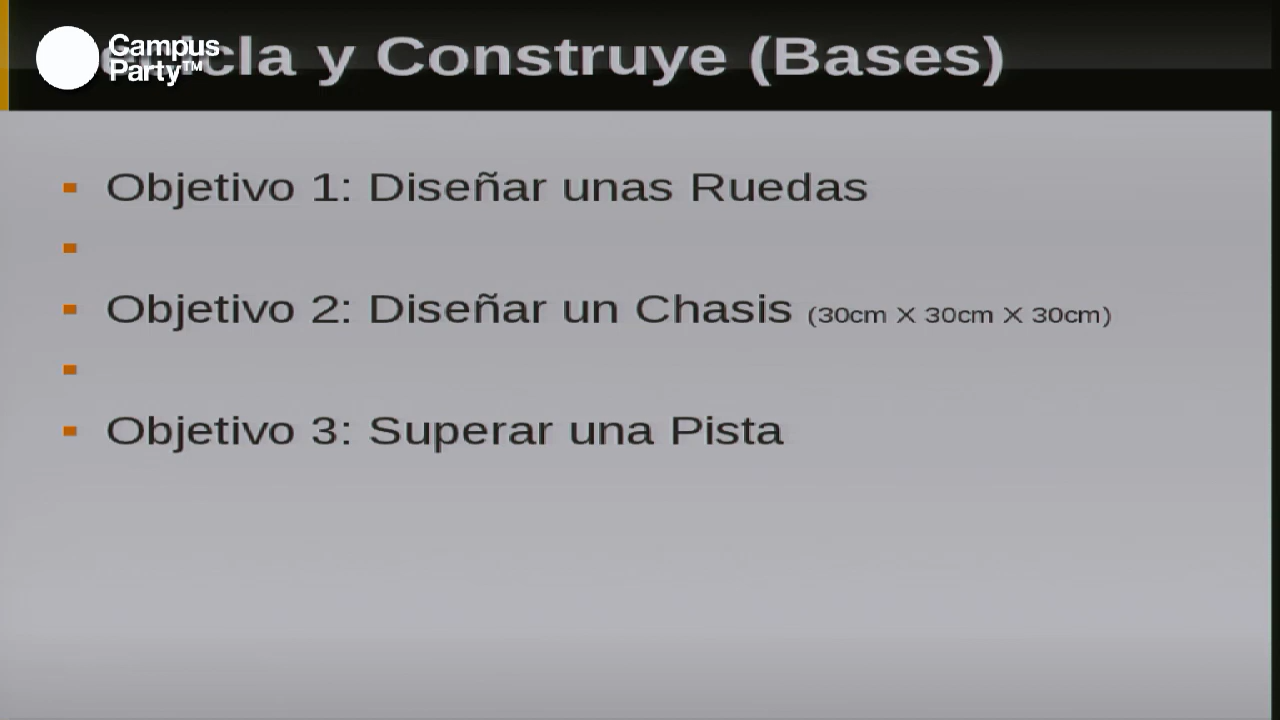 Campus
Party™
y Construye (Bases)
Objetivo 1: Diseñar unas Ruedas
Objetivo 2: Diseñar un Chasis (30cm X 30cm X 30cm)
Objetivo 3: Superar una Pista